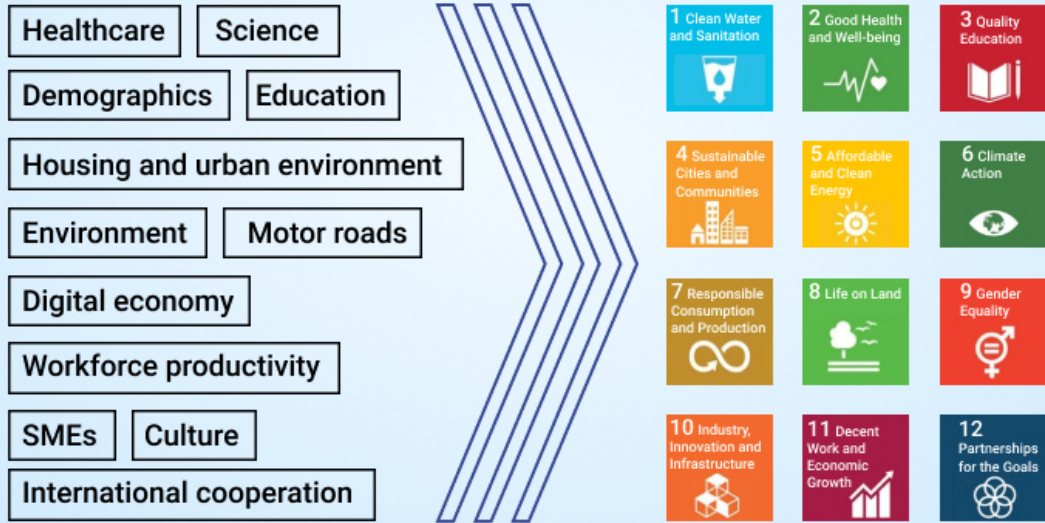 Healthcare
Science
Demographics
Education
Housing and urban environment
Environment
Motor roads
Digital economy
Workforce productivity
SMEs
Culture
International cooperation
1 Clean Water
and Sanitation
2 Good Health
and Well-being
3 Quality
Education
4 Sustainable
Cities and
Communities
5 Affordable
and Clean
Energy
6 Climate
Action
7 Responsible
Consumption
and Production
8 Life on Land
9 Gender
Equality
10 Industry,
Innovation and
Infrastructure
11 Decent
Work and
Economic
Growth
12
Partnerships
for the Goals